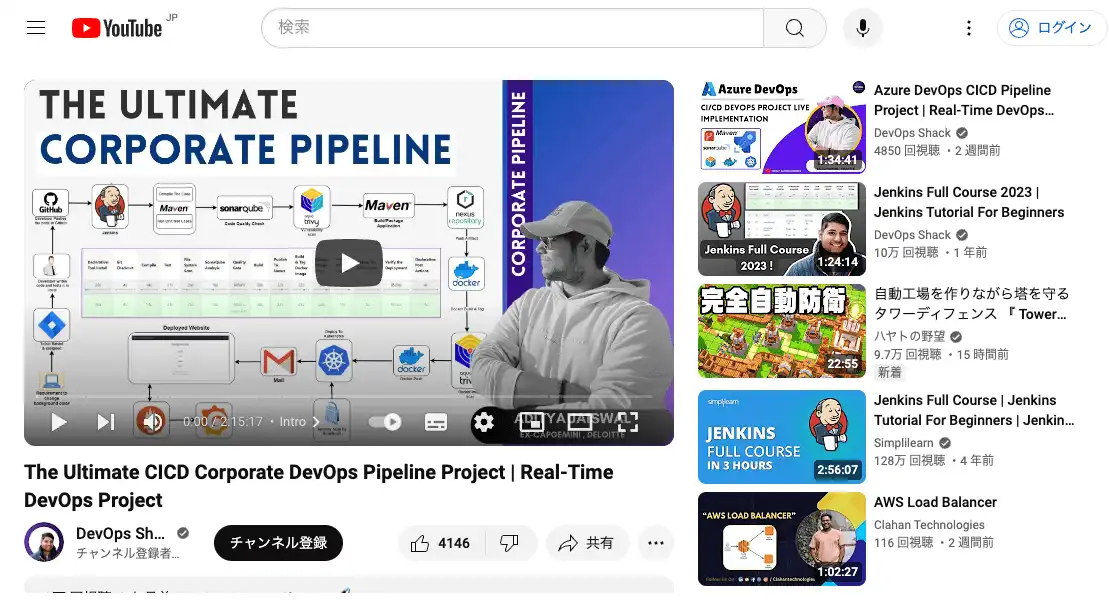 YouTube JP
検索
ログイン
THE ULTIMATE
CORPORATE PIPELINE
CORPORATE PIPELINE
GitHub
Jenkins
Maven
sonarqube
Code Quality Check
aqua
trivy
Maven
Build/Package
Application
nexus
repository
docker
Deployed Website
Gmail
Mail
docker
aqua
ADITYA JAISWAL
EX-CAPGEMINI , DELOITTE
0:00 / 2:15:17 • Intro
The Ultimate CICD Corporate DevOps Pipeline Project | Real-Time
DevOps Project
DevOps Sh...
チャンネル登録者...
チャンネル登録
4146
共有
Azure DevOps
CI/CD DEVOPS PROJECT LIVE
IMPLEMENTATION
Maven
sonarqube
1:34:41
Azure DevOps CICD Pipeline
Project | Real-Time DevOps...
DevOps Shack
4850 回視聴 ・2 週間前
Jenkins Full Course
2023 !
1:24:14
Jenkins Full Course 2023 |
Jenkins Tutorial For Beginners
DevOps Shack
10万 回視聴 ・1 年前
完全自動防衛
22:55
自動工場を作りながら塔を守る
タワーディフェンス 『 Tower...
ハヤトの野望
9.7万 回視聴 ・15 時間前
新着
simplilearn
JENKINS
FULL COURSE
IN 3 HOURS
2:56:07
Jenkins Full Course | Jenkins
Tutorial For Beginners | Jenkin...
Simplilearn
128万 回視聴 ・4 年前
"AWS LOAD BALANCER"
1:02:27
AWS Load Balancer
Clahan Technologies
116 回視聴 ・2 週間前